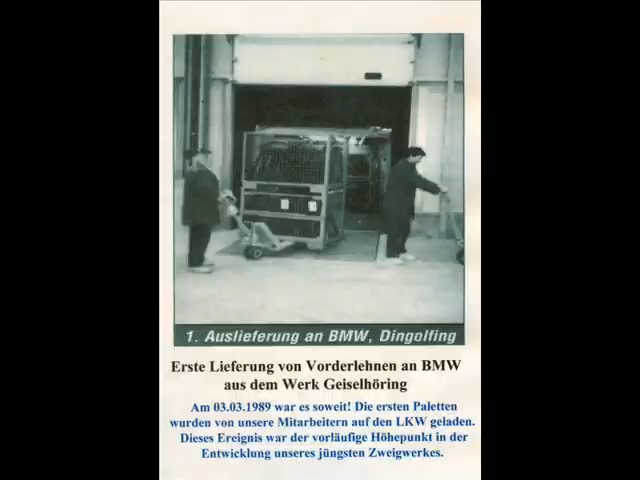 1. Auslieferung an BMW, Dingolfing
Erste Lieferung von Vorderlehnen an BMW
aus dem Werk Geiselhöring
Am 03.03.1989 war es soweit! Die ersten Paletten
wurden von unsere Mitarbeitern auf den LKW geladen.
Dieses Ereignis war der vorläufige Höhepunkt in der
Entwicklung unseres jüngsten Zweigwerkes.